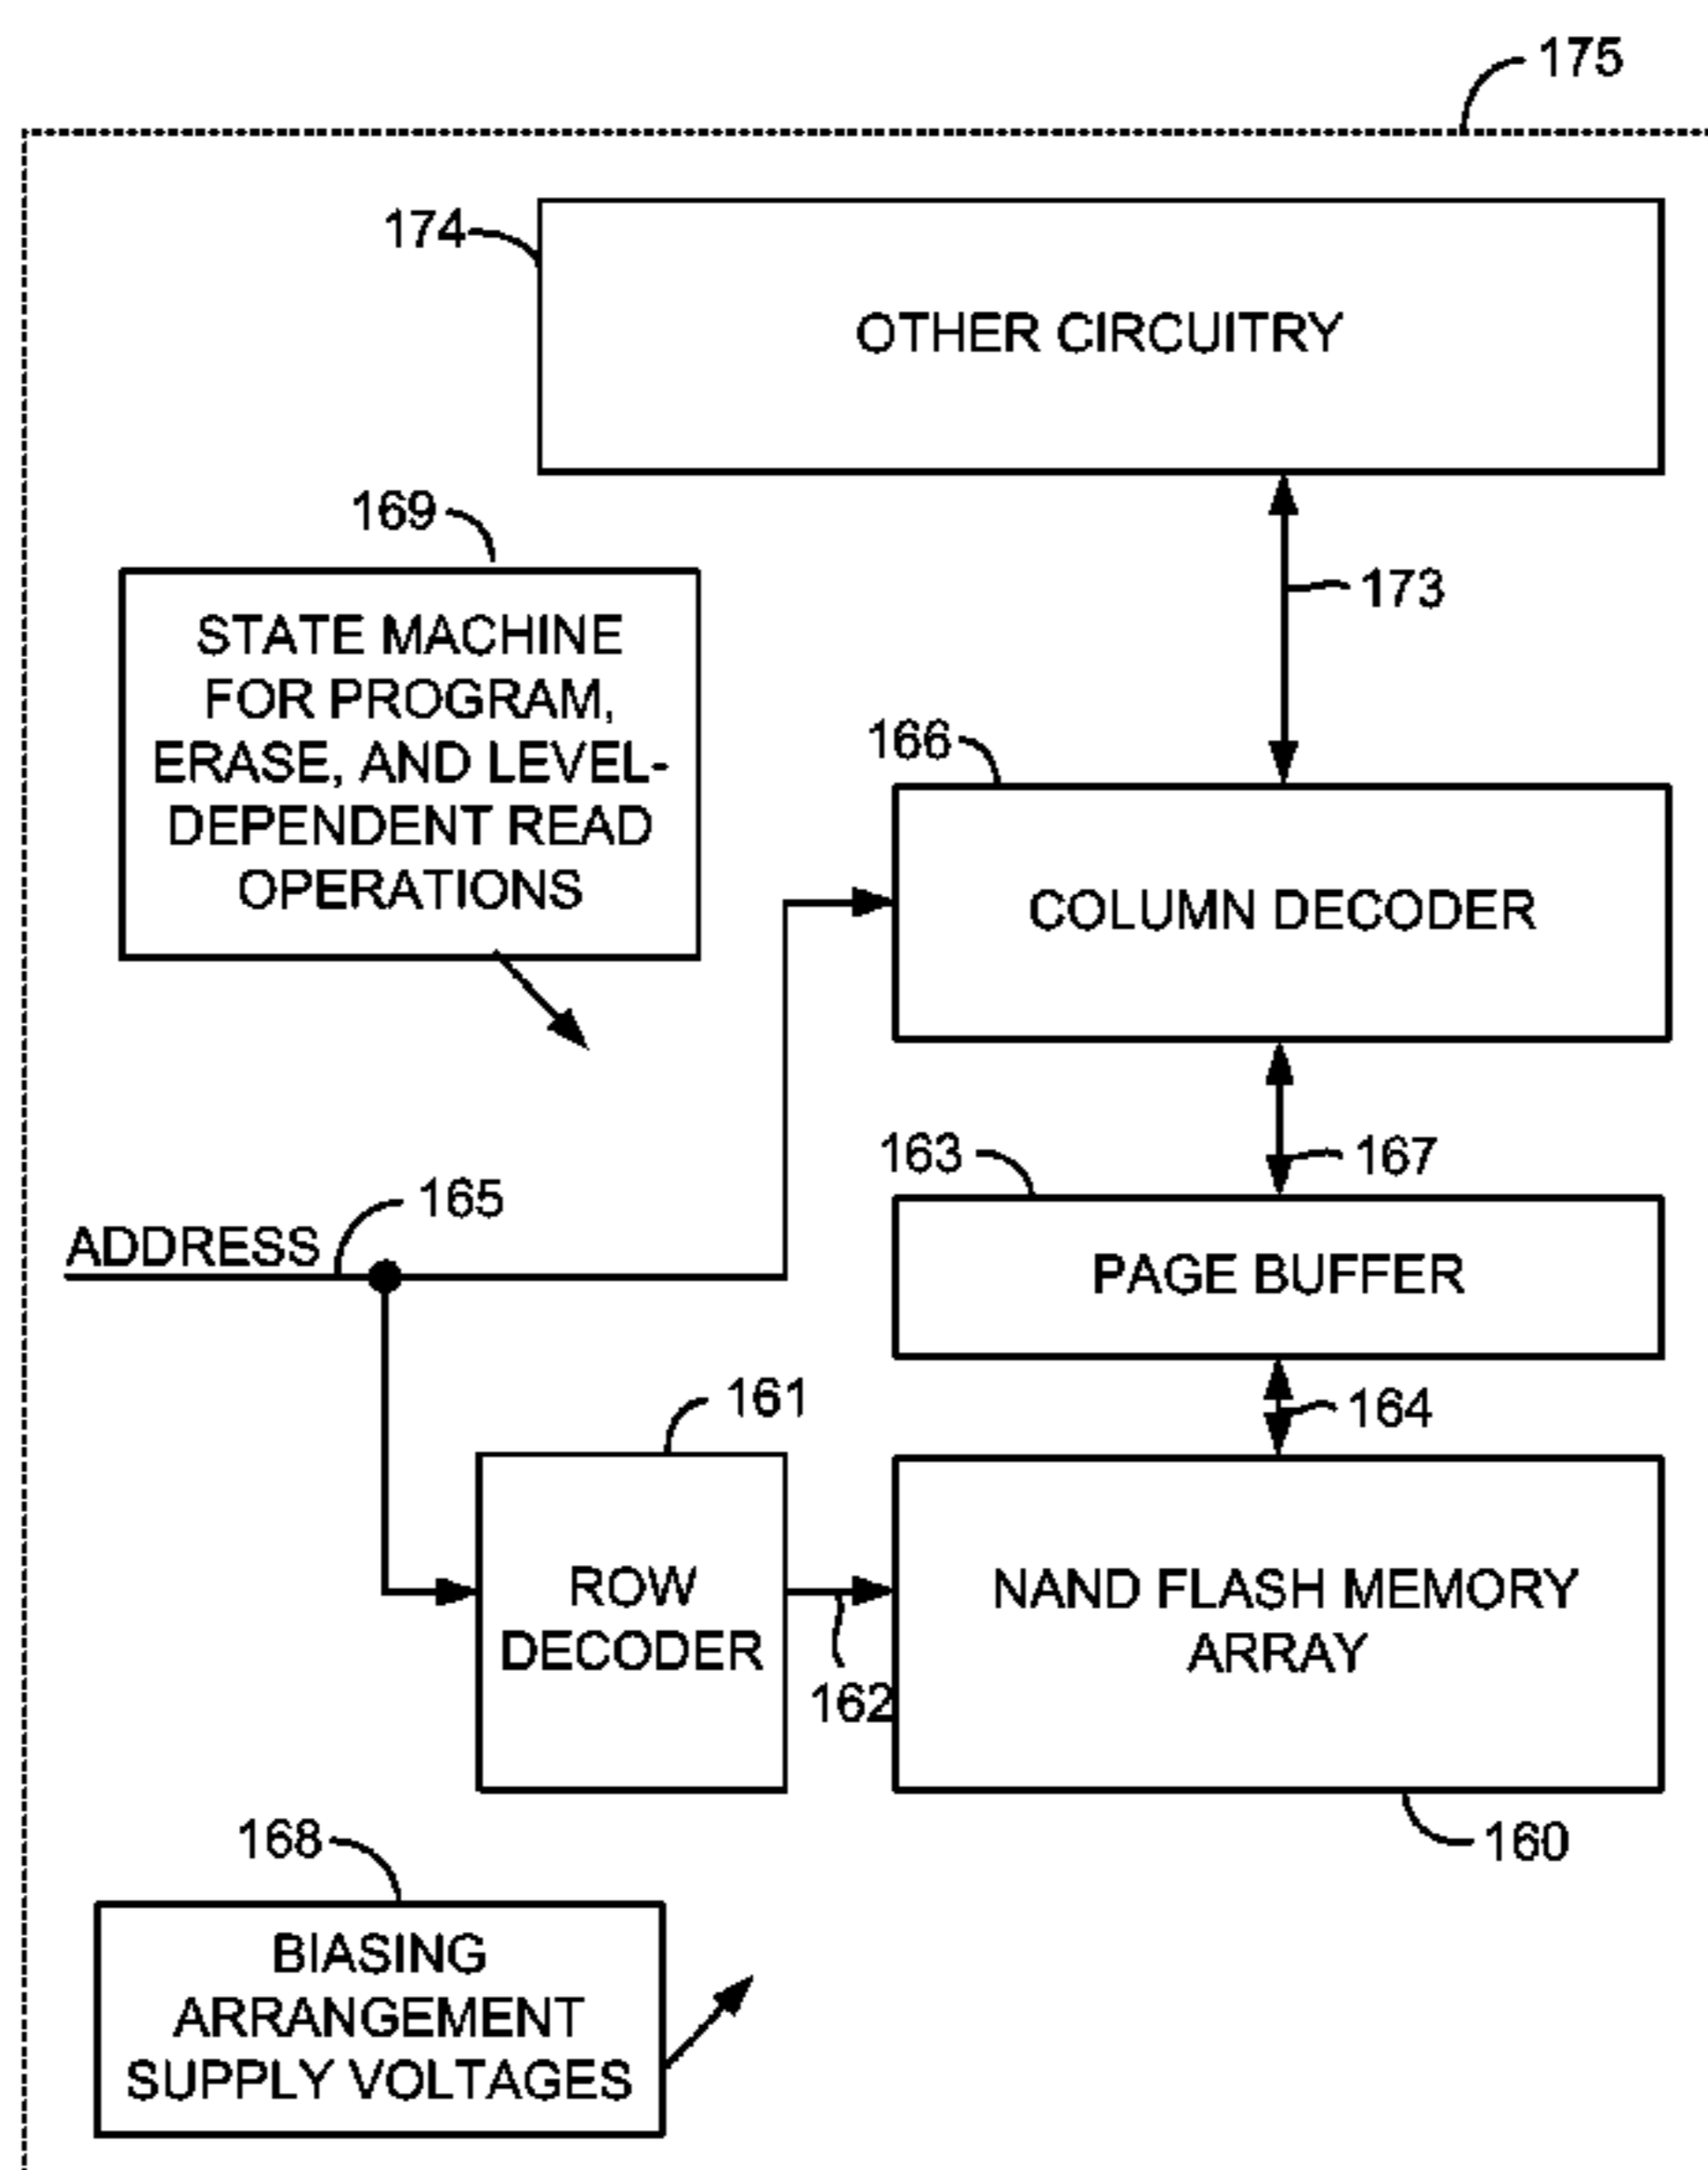 175
174
OTHER CIRCUITRY
169
173
STATE MACHINE
FOR PROGRAM,
ERASE, AND LEVEL-
DEPENDENT READ
OPERATIONS
166
COLUMN DECODER
163
167
165
ADDRESS
PAGE BUFFER
161
164
ROW
DECODER
NAND FLASH MEMORY
ARRAY
162
168
160
BIASING
ARRANGEMENT
SUPPLY VOLTAGES